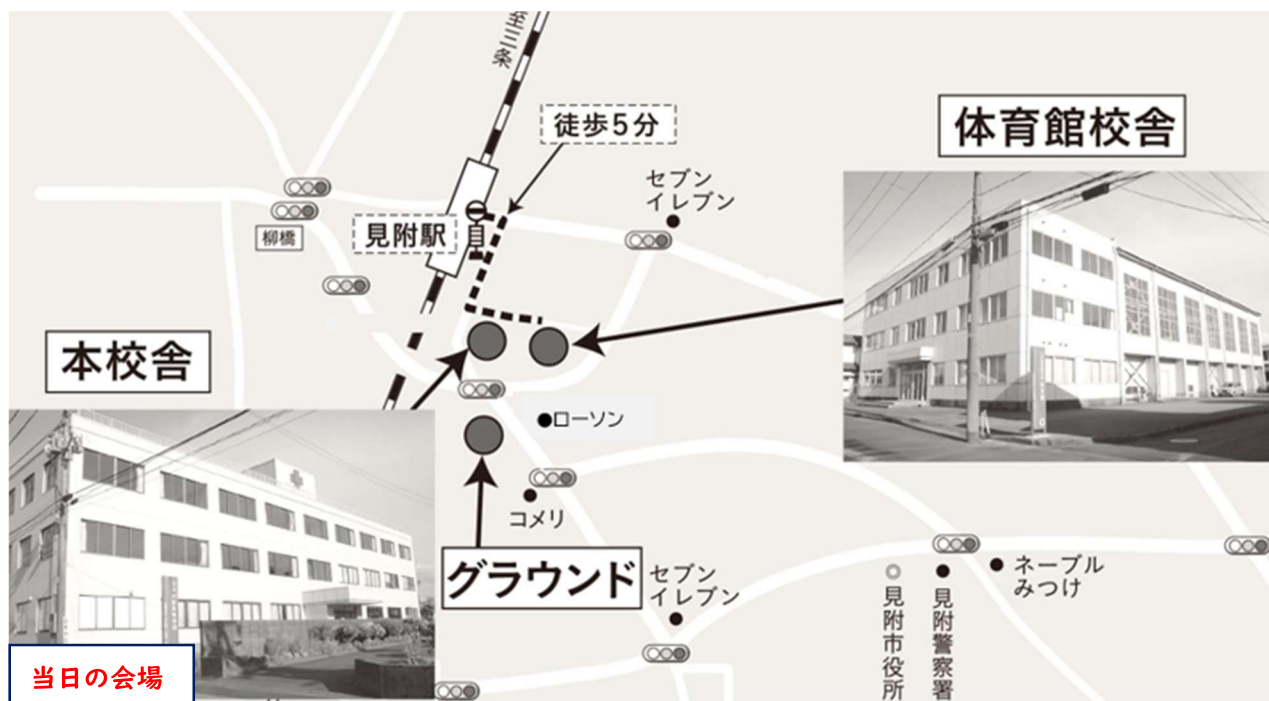 至三条
徒歩5分
体育館校舎
セブン
イレブン
見附駅
柳橋
本校舎
ローソン
コメリ
グラウンド
セブン
イレブン
ネーブル
みつけ
見附市役所
見附警察署
当日の会場